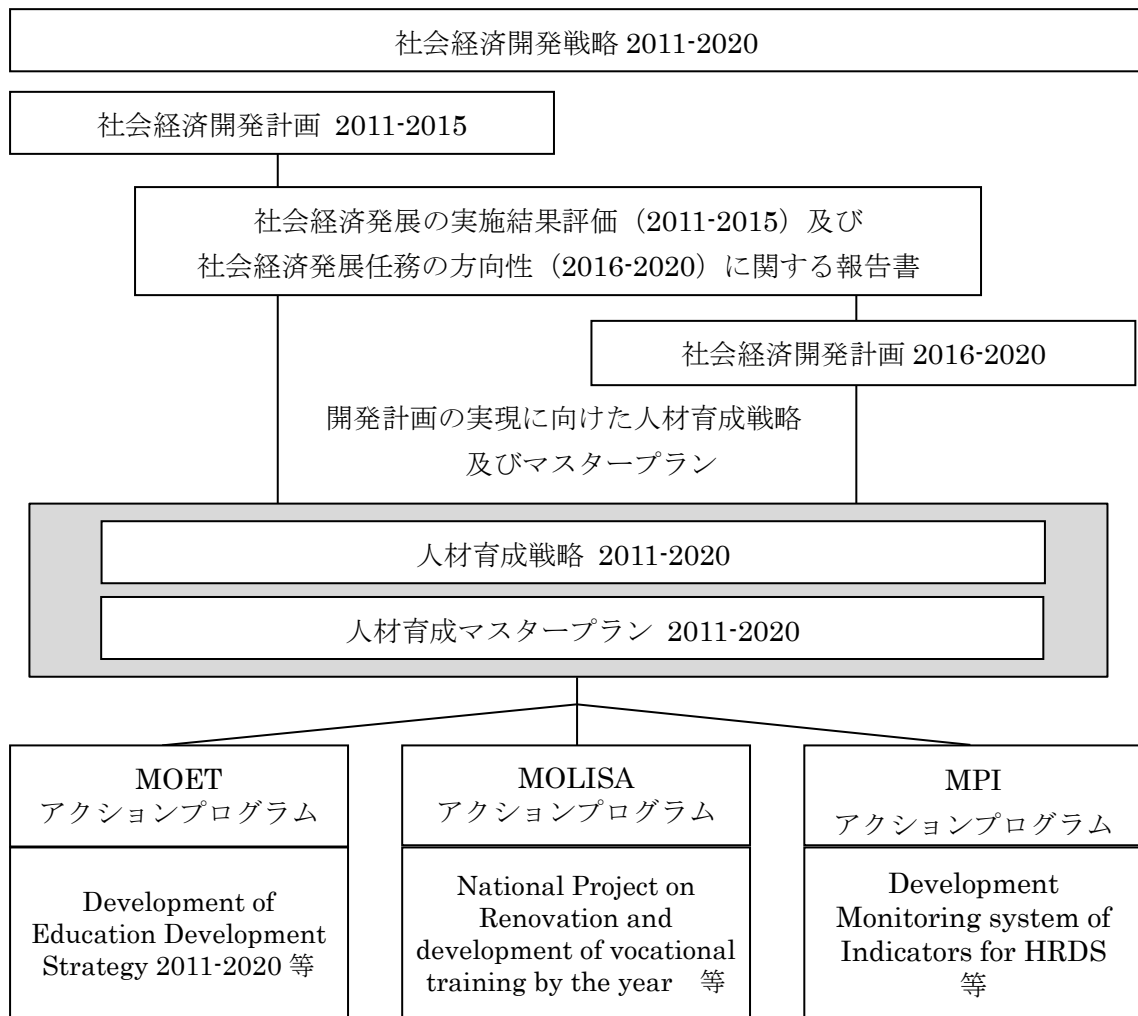 社会経済開発戦略 2011-2020
社会経済開発計画 2011-2015
社会経済発展の実施結果評価（2011-2015）及び
社会経済発展任務の方向性（2016-2020）に関する報告書
社会経済開発計画 2016-2020
開発計画の実現に向けた人材育成戦略
及びマスタープラン
人材育成戦略 2011-2020
人材育成マスタープラン 2011-2020
MOET
アクションプログラム
Development of
Education Development
Strategy 2011-2020 等
MOLISA
アクションプログラム
National Project on
Renovation and
development of vocational
training by the year 等
MPI
アクションプログラム
Development
Monitoring system of
Indicators for HRDS
等